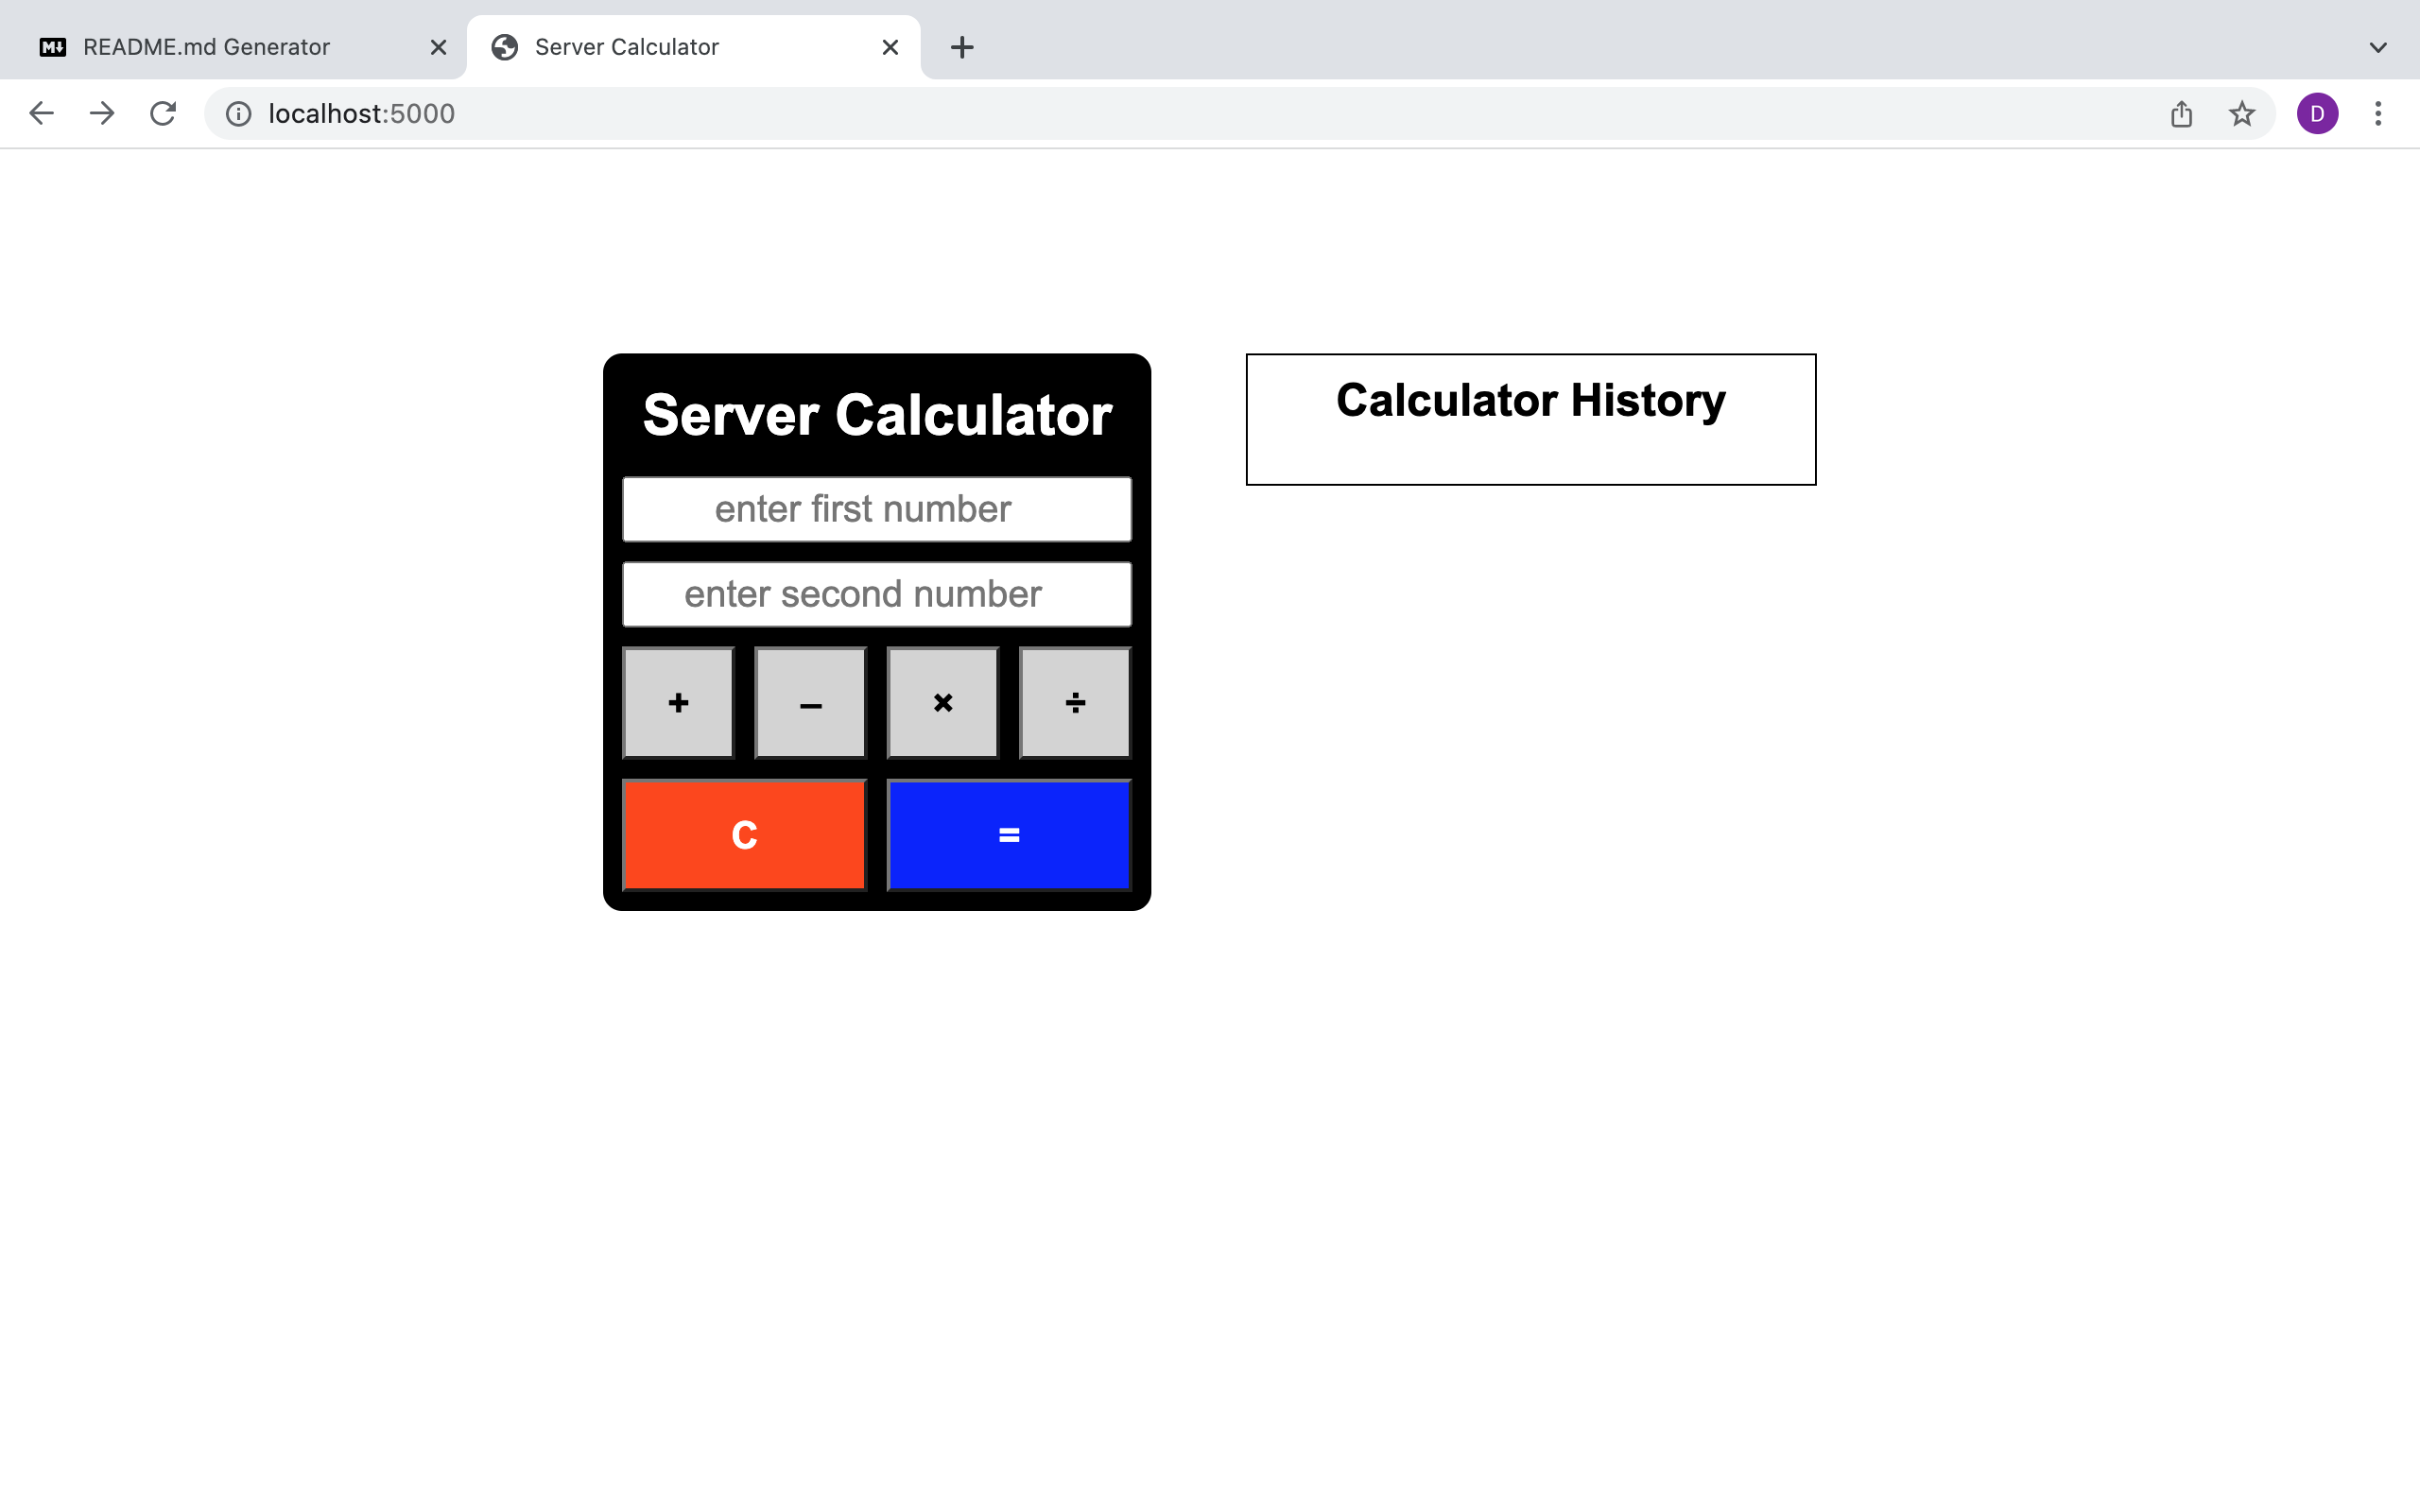 README.md Generator
Server Calculator
localhost:5000
D
Server Calculator
enter first number
enter second number
+ – × ÷
C =
Calculator History